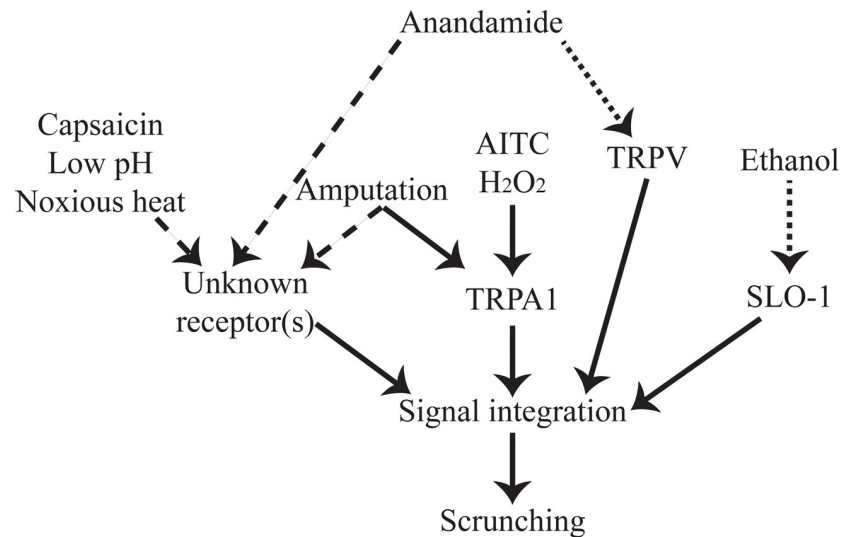 Anandamide
Capsaicin
Low pH
Noxious heat
Amputation
AITC
H2O2
TRPV
Ethanol
Unknown
receptor(s)
TRPA1
SLO-1
Signal integration
Scrunching